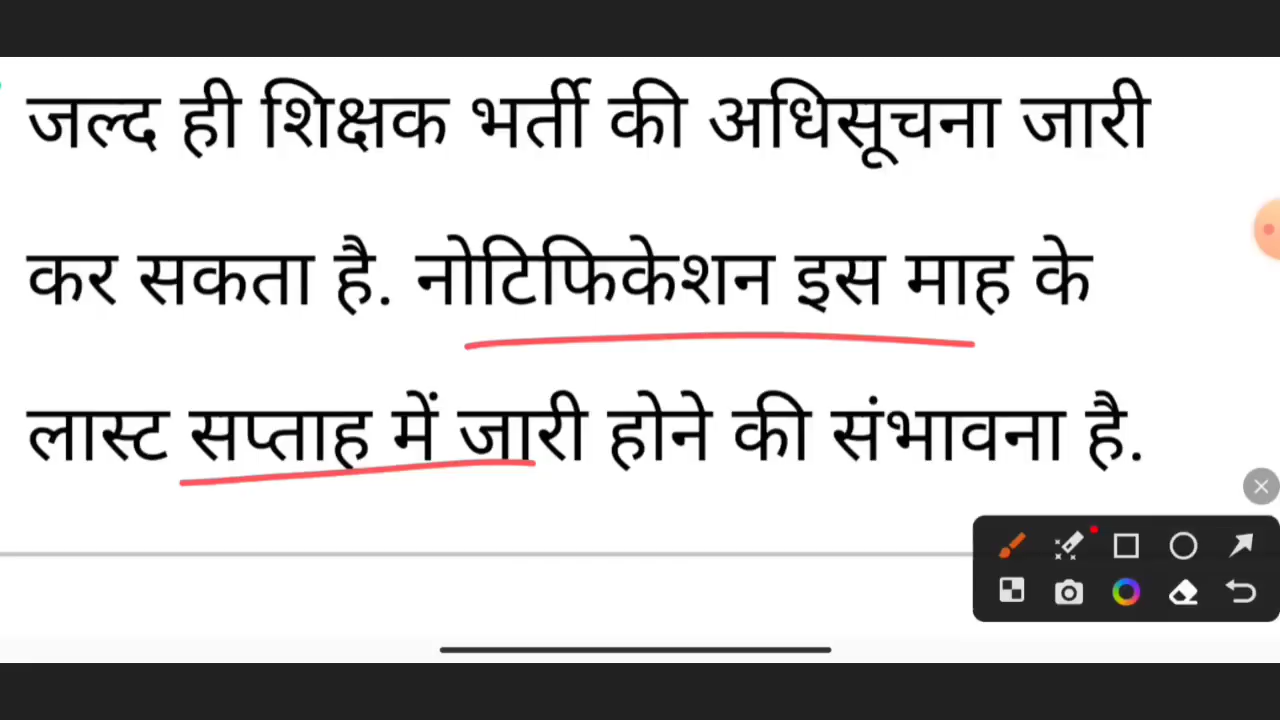 जल्द ही शिक्षक भर्ती की अधिसूचना जारी
कर सकता है. नोटिफिकेशन इस माह के
लास्ट सप्ताह में जारी होने की संभावना है.